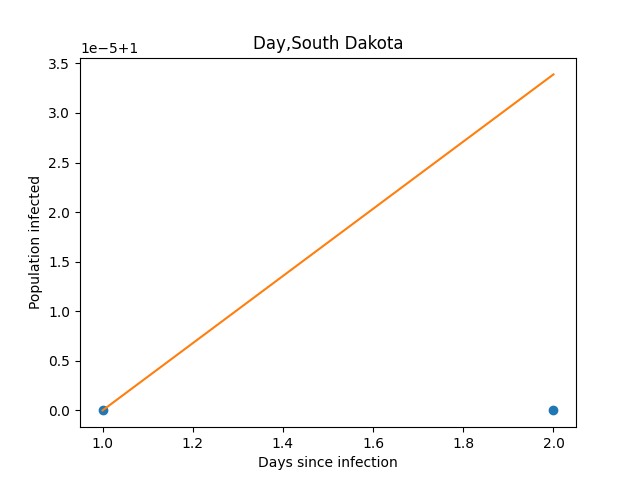 Day,South Dakota
1e−5+1
3.5
3.0
2.5
2.0
1.5
1.0
0.5
0.0
Population infected
1.0 1.2 1.4 1.6 1.8 2.0
Days since infection